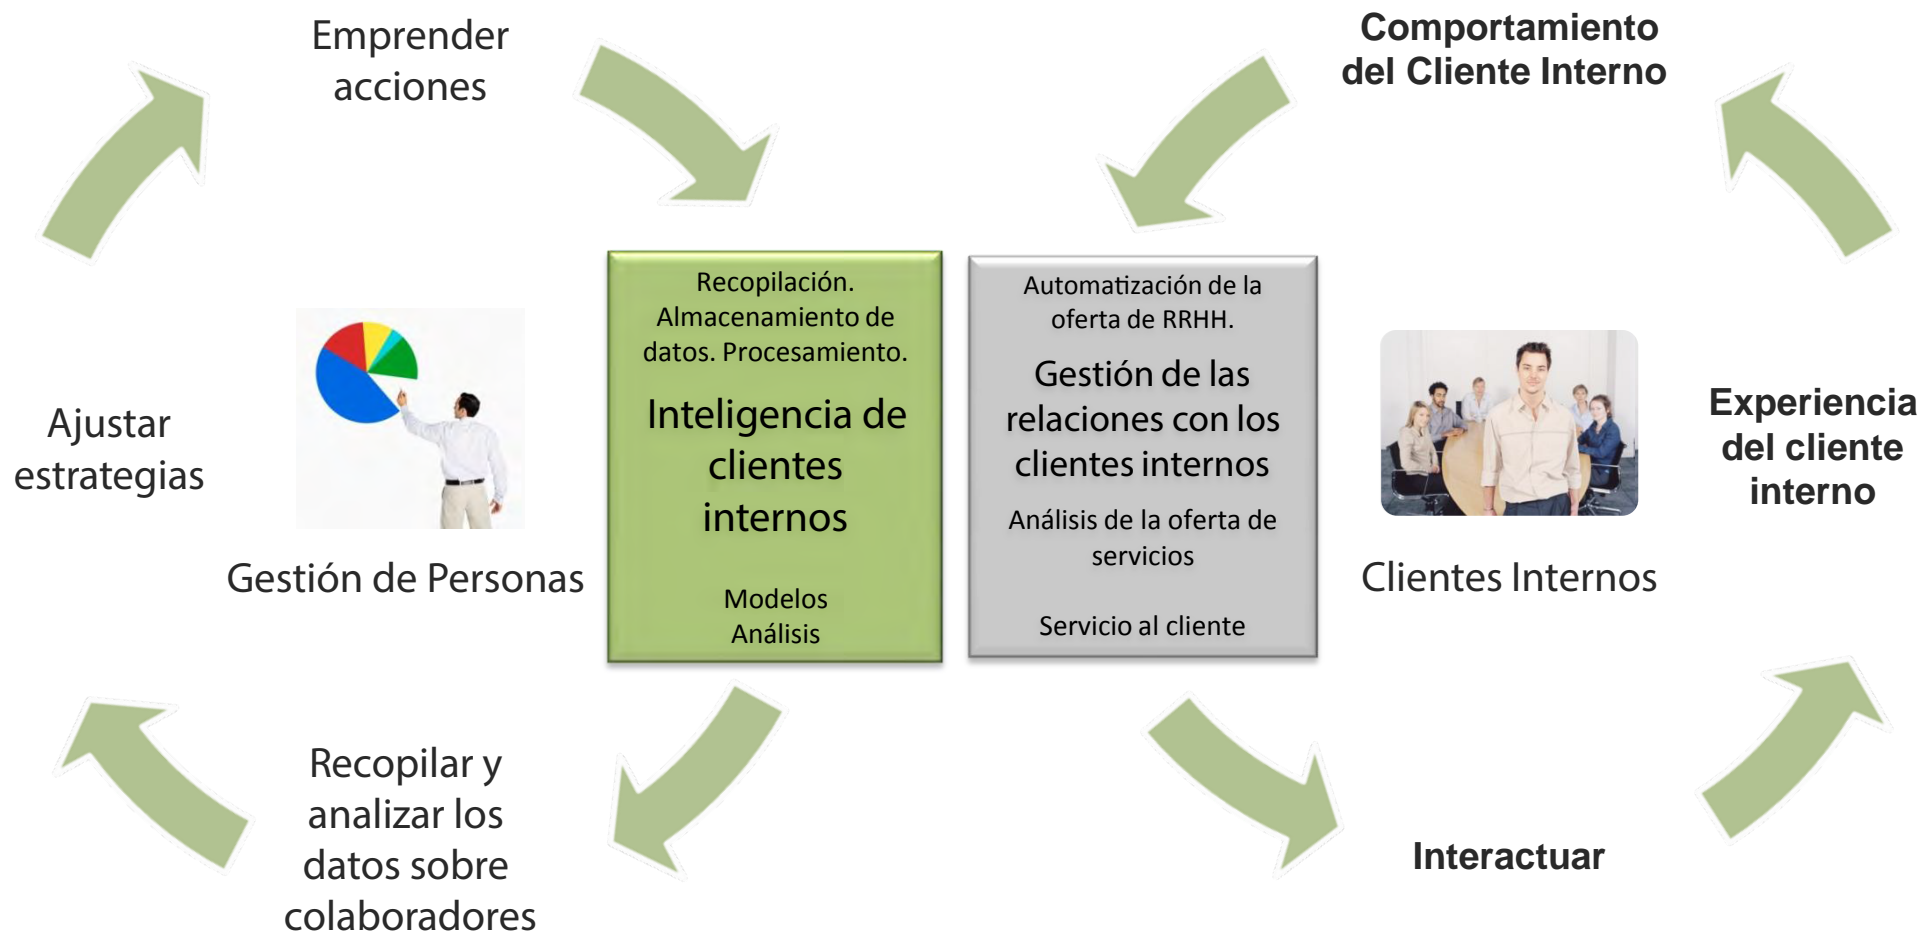 Emprender
acciones
Comportamiento
del Cliente Interno
Recopilación.
Almacenamiento de
datos. Procesamiento.
Inteligencia de
clientes
internos
Modelos
Análisis
Automatización de la
oferta de RRHH.
Gestión de las
relaciones con los
clientes internos
Análisis de la oferta de
servicios
Servicio al cliente
Ajustar
estrategias
Gestión de Personas
Clientes Internos
Experiencia
del cliente
interno
Recopilar y
analizar los
datos sobre
colaboradores
Interactuar